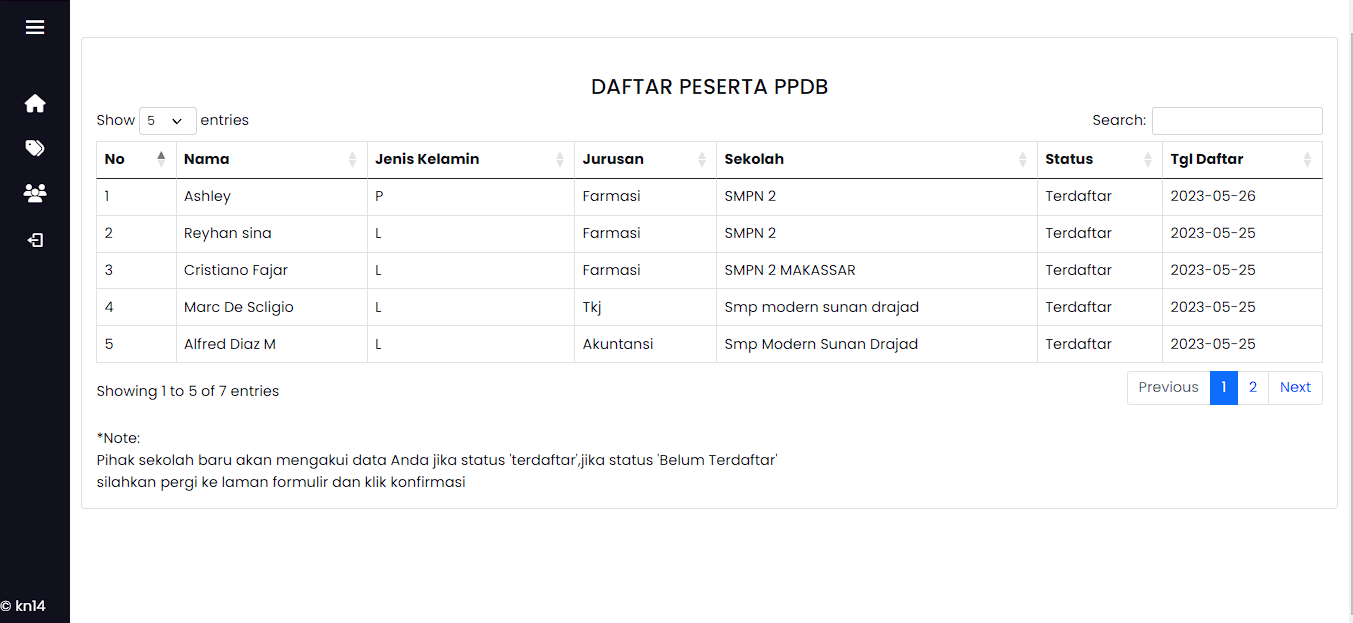 DAFTAR PESERTA PPDB
Show 5 entries Search:
No Nama Jenis Kelamin Jurusan Sekolah Status Tgl Daftar
1 Ashley P Farmasi SMPN 2 Terdaftar 2023-05-26
2 Reyhan sina L Farmasi SMPN 2 Terdaftar 2023-05-25
3 Cristiano Fajar L Farmasi SMPN 2 MAKASSAR Terdaftar 2023-05-25
4 Marc De Scligio L Tkj Smp modern sunan drajad Terdaftar 2023-05-25
5 Alfred Diaz M L Akuntansi Smp Modern Sunan Drajad Terdaftar 2023-05-25
Showing 1 to 5 of 7 entries Previous 1 2 Next
*Note:
Pihak sekolah baru akan mengakui data Anda jika status 'terdaftar',jika status 'Belum Terdaftar'
silahkan pergi ke laman formulir dan klik konfirmasi
© kn14